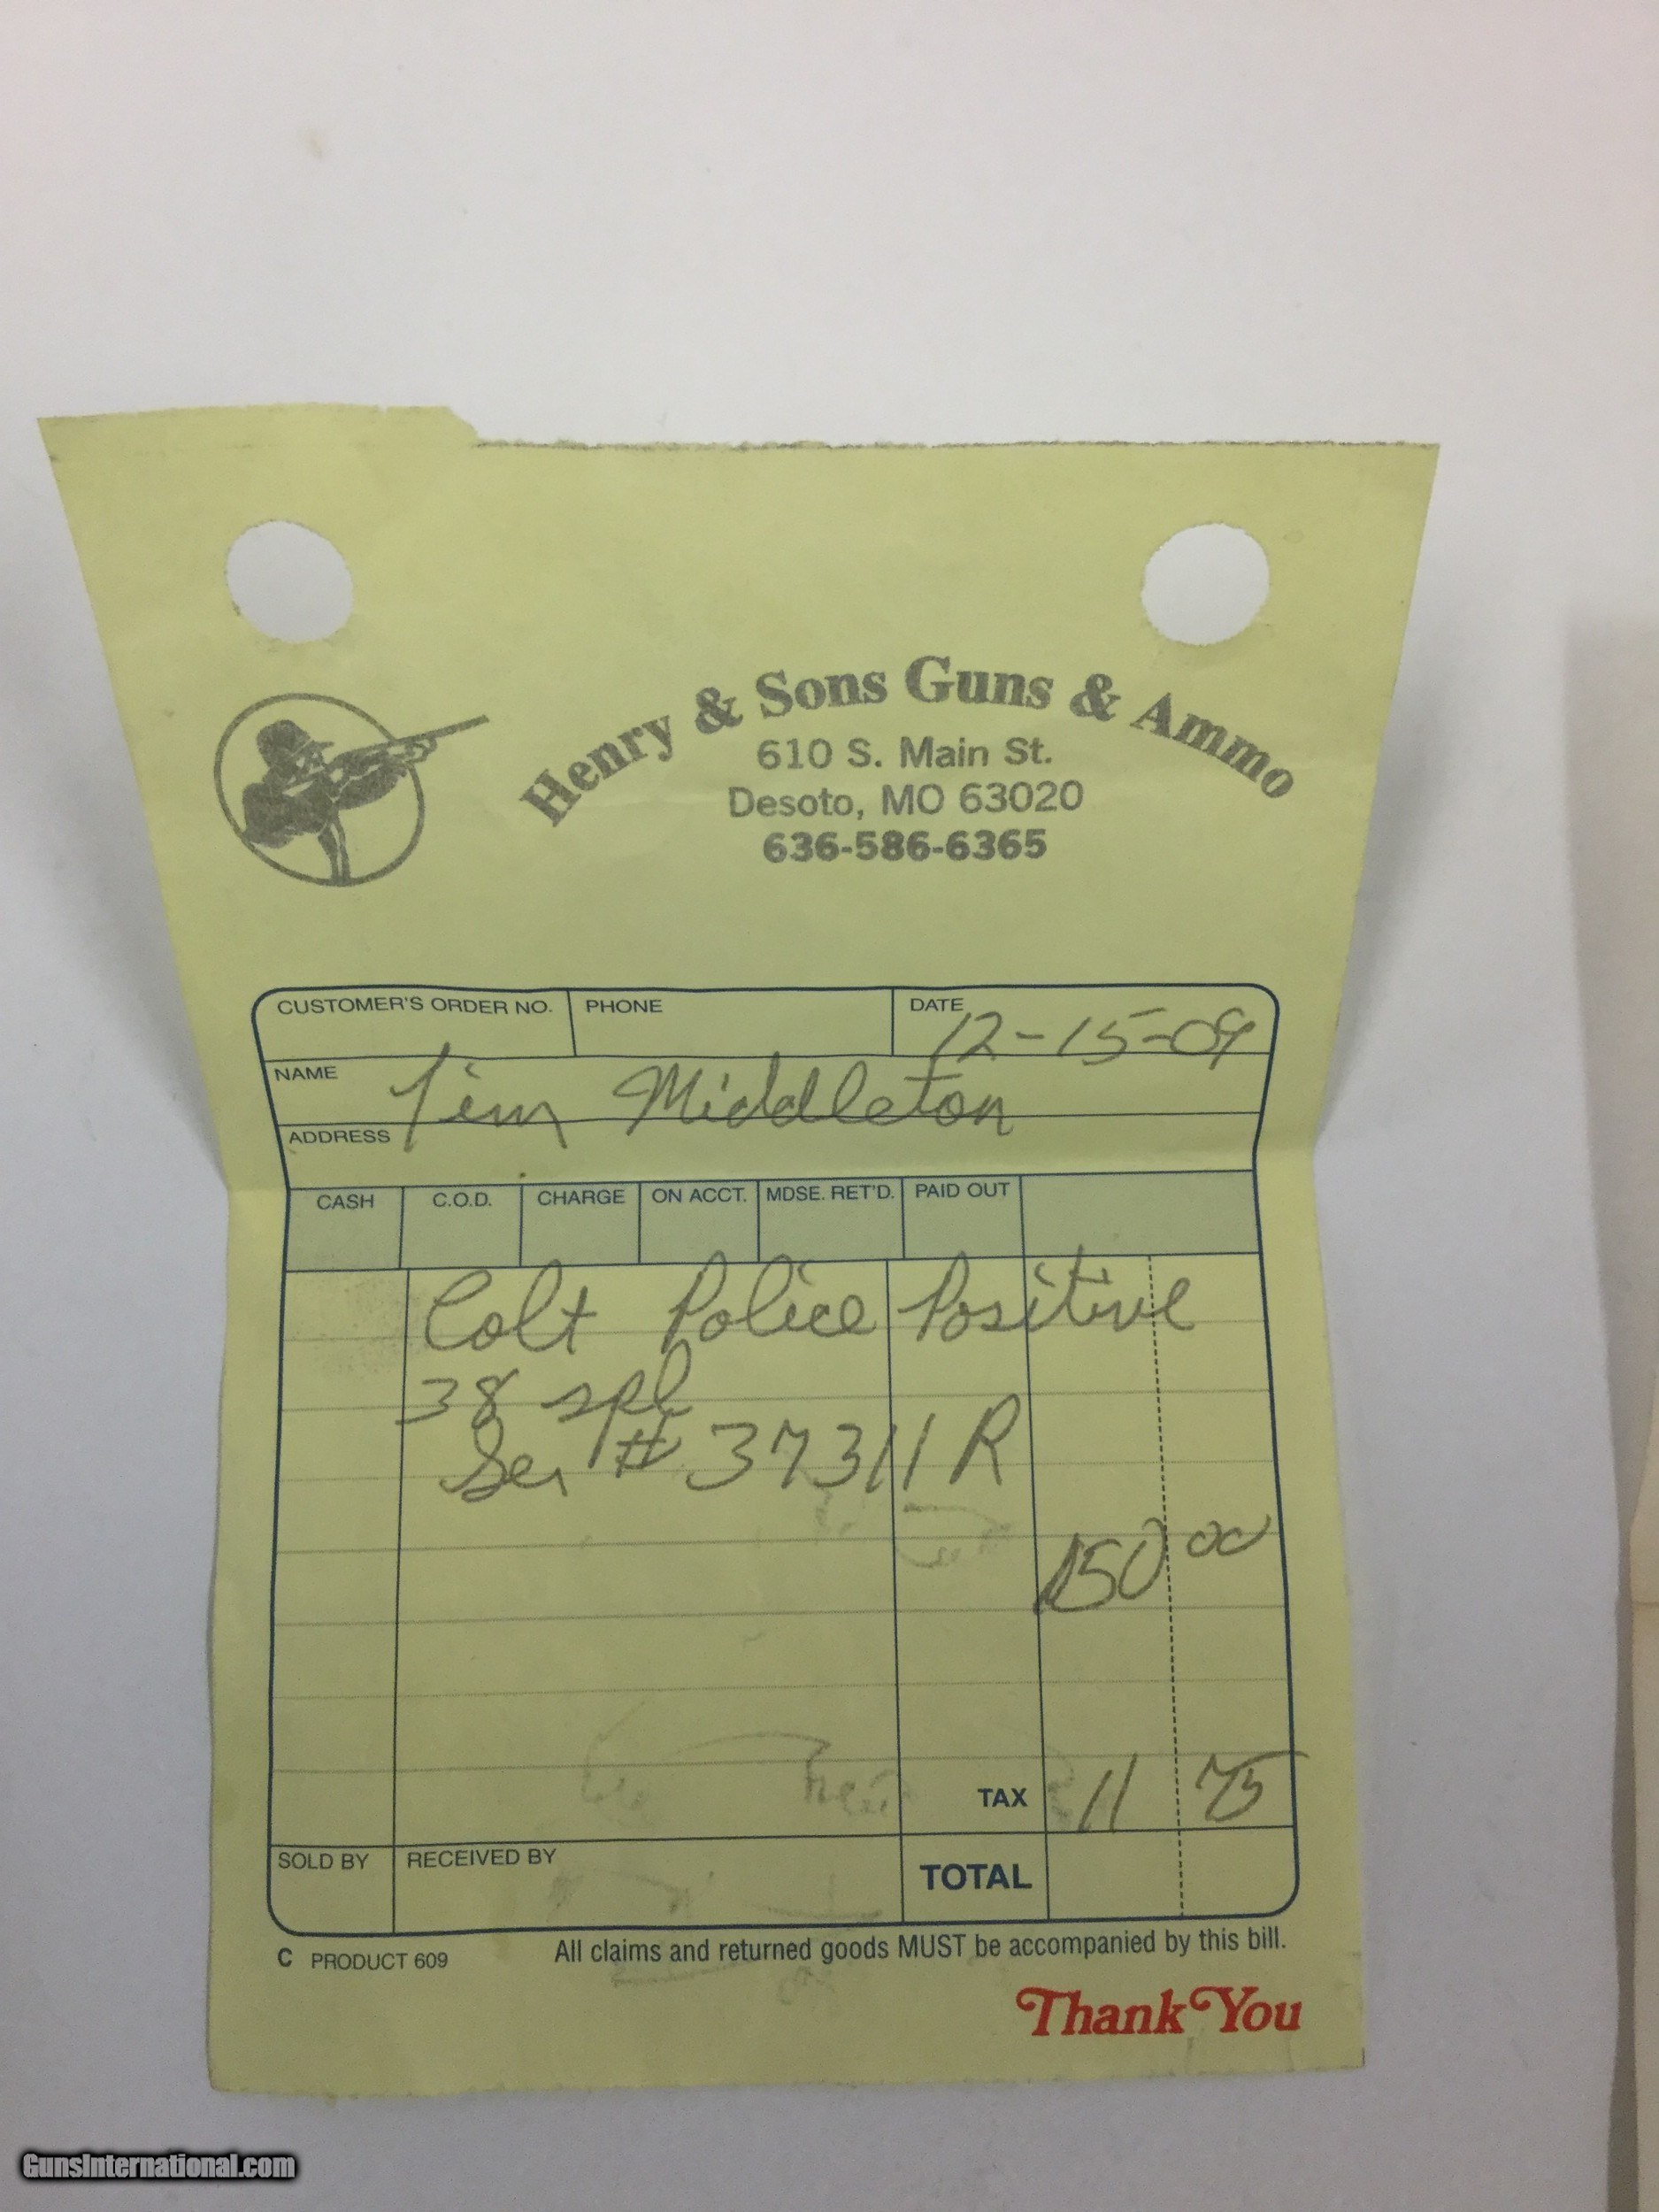 Henry & Sons Guns & Ammo
610 S. Main St.
Desoto, MO 63020
636-586-6365
CUSTOMER'S ORDER NO. PHONE DATE 12-15-09
NAME Tim Middleton
ADDRESS
CASH C.O.D. CHARGE ON ACCT. MDSE. RET'D. PAID OUT
Colt Police Positive
38 spl
Ser # 37311 R
150 00
TAX 11 75
SOLD BY RECEIVED BY TOTAL
C PRODUCT 609 All claims and returned goods MUST be accompanied by this bill.
Thank You
GunsInternational.com